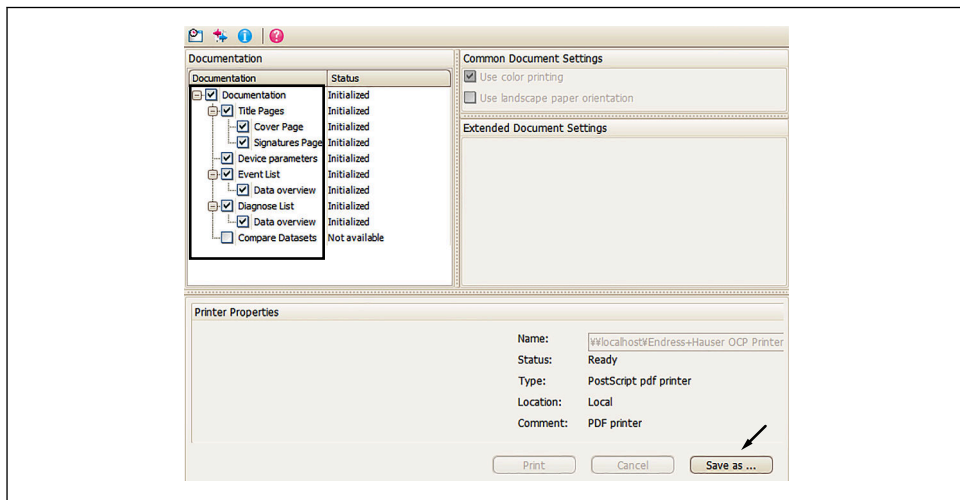 Documentation
Documentation Status
Documentation Initialized
Title Pages Initialized
Cover Page Initialized
Signatures Page Initialized
Device parameters Initialized
Event List Initialized
Data overview Initialized
Diagnose List Initialized
Data overview Initialized
Compare Datasets Not available
Common Document Settings
Use color printing
Use landscape paper orientation
Extended Document Settings
Printer Properties
Name: ¥¥localhost¥Endress+Hauser OCP Printer
Status: Ready
Type: PostScript pdf printer
Location: Local
Comment: PDF printer
Print Cancel Save as ...